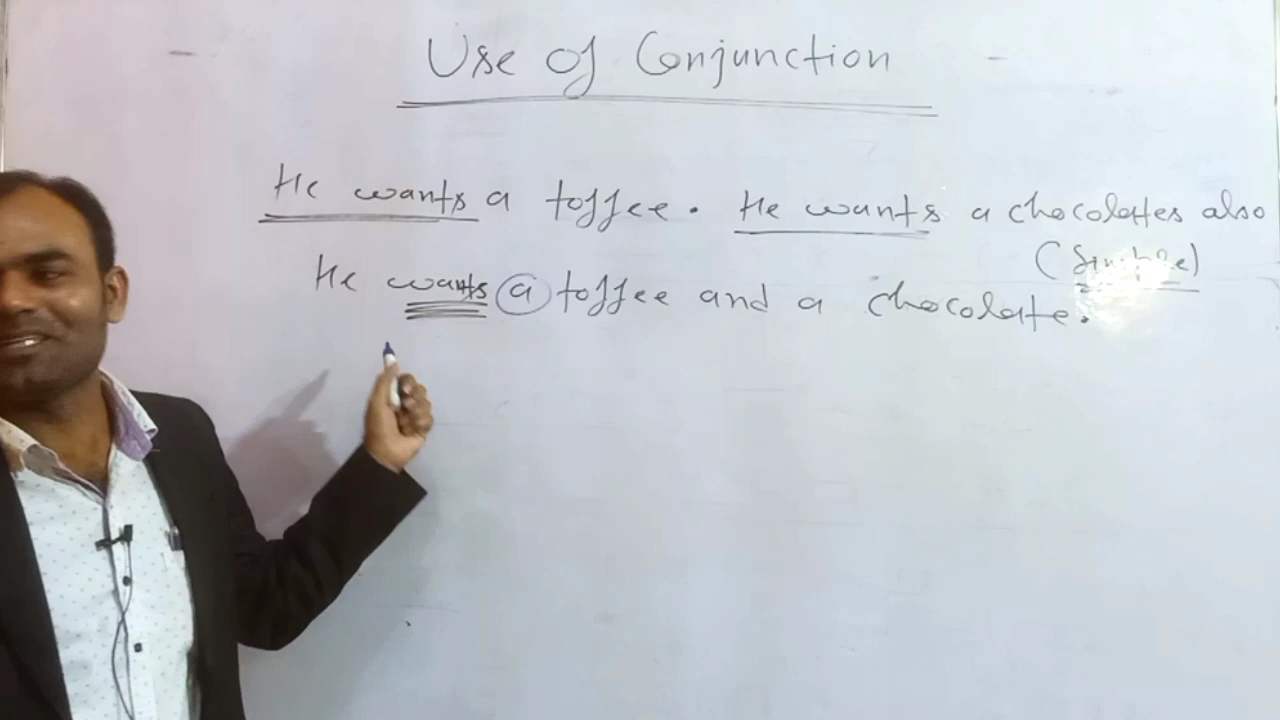 Use of Conjunction
He wants a toffee. He wants a chocolates also
(Simple)
He wants a toffee and a chocolate.